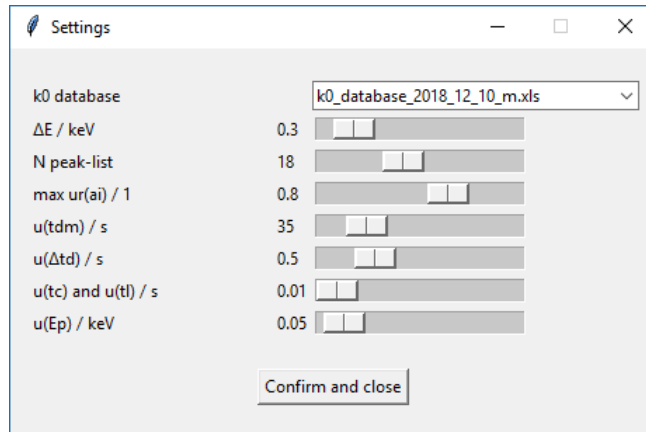 Settings
k0 database k0_database_2018_12_10_m.xls
ΔE / keV 0.3
N peak-list 18
max ur(ai) / 1 0.8
u(tdm) / s 35
u(Δtd) / s 0.5
u(tc) and u(tl) / s 0.01
u(Ep) / keV 0.05
Confirm and close